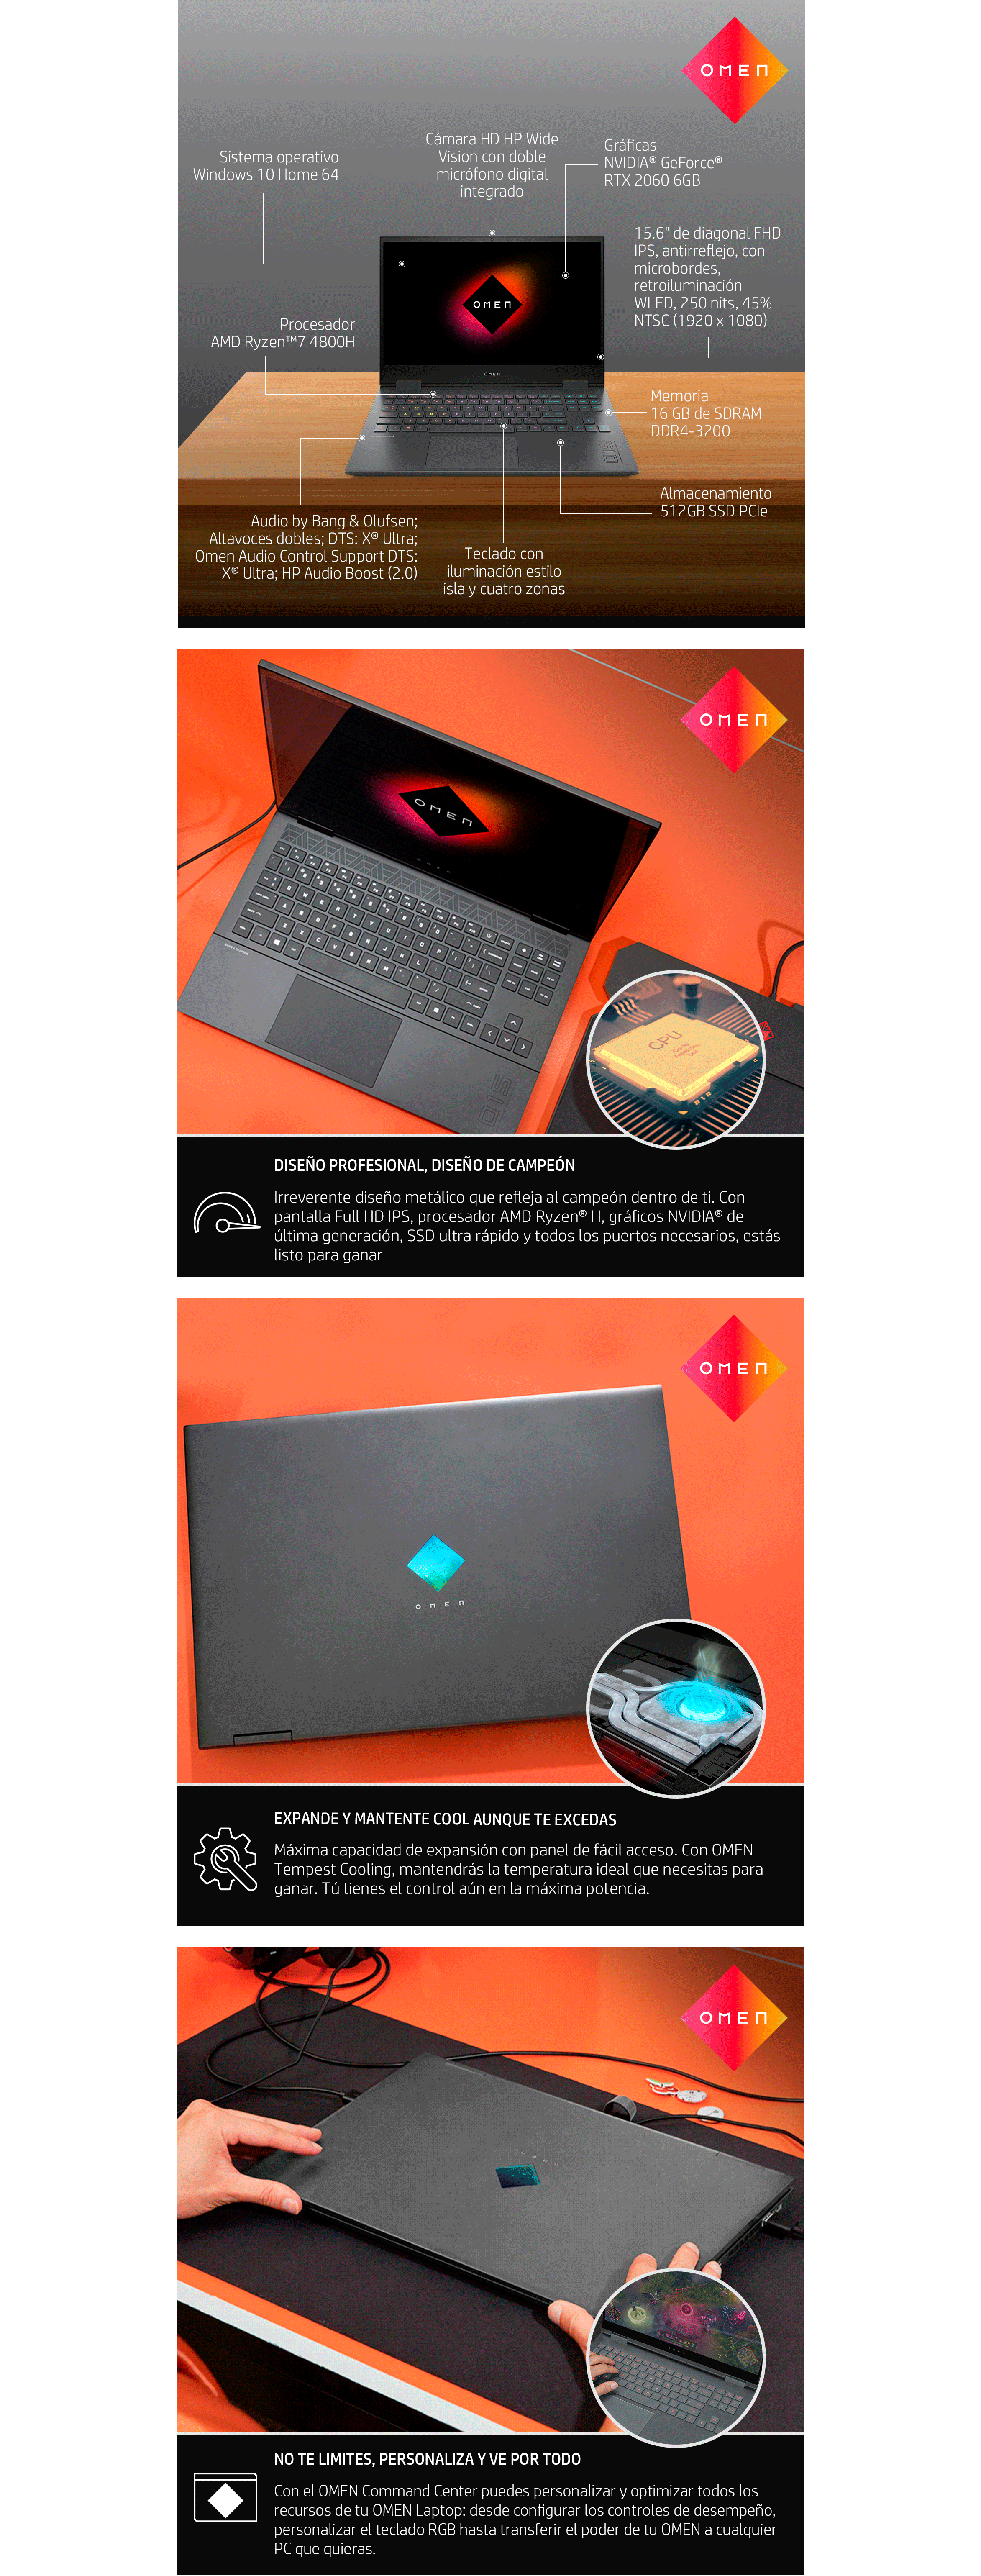 OMEN
Cámara HD HP Wide
Vision con doble
micrófono digital
integrado
Sistema operativo
Windows 10 Home 64
Gráficas
NVIDIA® GeForce®
RTX 2060 6GB
15.6" de diagonal FHD
IPS, antirreflejo, con
microbordes,
retroiluminación
WLED, 250 nits, 45%
NTSC (1920 x 1080)
OMEN
Procesador
AMD Ryzen™7 4800H
OMEN
Memoria
16 GB de SDRAM
DDR4-3200
Almacenamiento
512GB SSD PCIe
Audio by Bang & Olufsen;
Altavoces dobles; DTS: X® Ultra;
Omen Audio Control Support DTS:
X® Ultra; HP Audio Boost (2.0)
Teclado con
iluminación estilo
isla y cuatro zonas
OMEN
OMEN
CPU
15
DISEÑO PROFESIONAL, DISEÑO DE CAMPEÓN
Irreverente diseño metálico que refleja al campeón dentro de ti. Con
pantalla Full HD IPS, procesador AMD Ryzen® H, gráficos NVIDIA® de
última generación, SSD ultra rápido y todos los puertos necesarios, estás
listo para ganar
OMEN
OMEN
EXPANDE Y MANTENTE COOL AUNQUE TE EXCEDAS
Máxima capacidad de expansión con panel de fácil acceso. Con OMEN
Tempest Cooling, mantendrás la temperatura ideal que necesitas para
ganar. Tú tienes el control aún en la máxima potencia.
OMEN
NO TE LIMITES, PERSONALIZA Y VE POR TODO
Con el OMEN Command Center puedes personalizar y optimizar todos los
recursos de tu OMEN Laptop: desde configurar los controles de desempeño,
personalizar el teclado RGB hasta transferir el poder de tu OMEN a cualquier
PC que quieras.